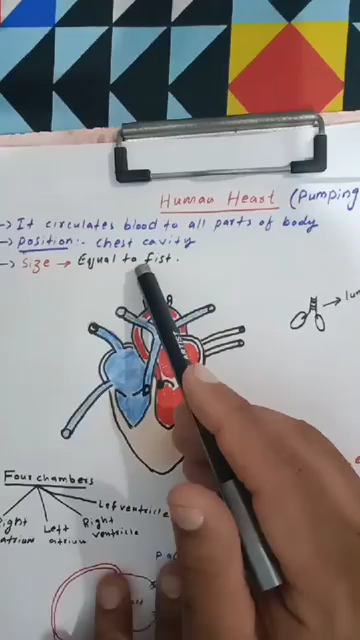 Human Heart (Pumping
→ It circulates blood to all parts of body
→ position :- chest cavity
→ Size → Equal to fist.
Four chambers
Left ventricle
Right
ventricle
Left
atrium
Right
atrium